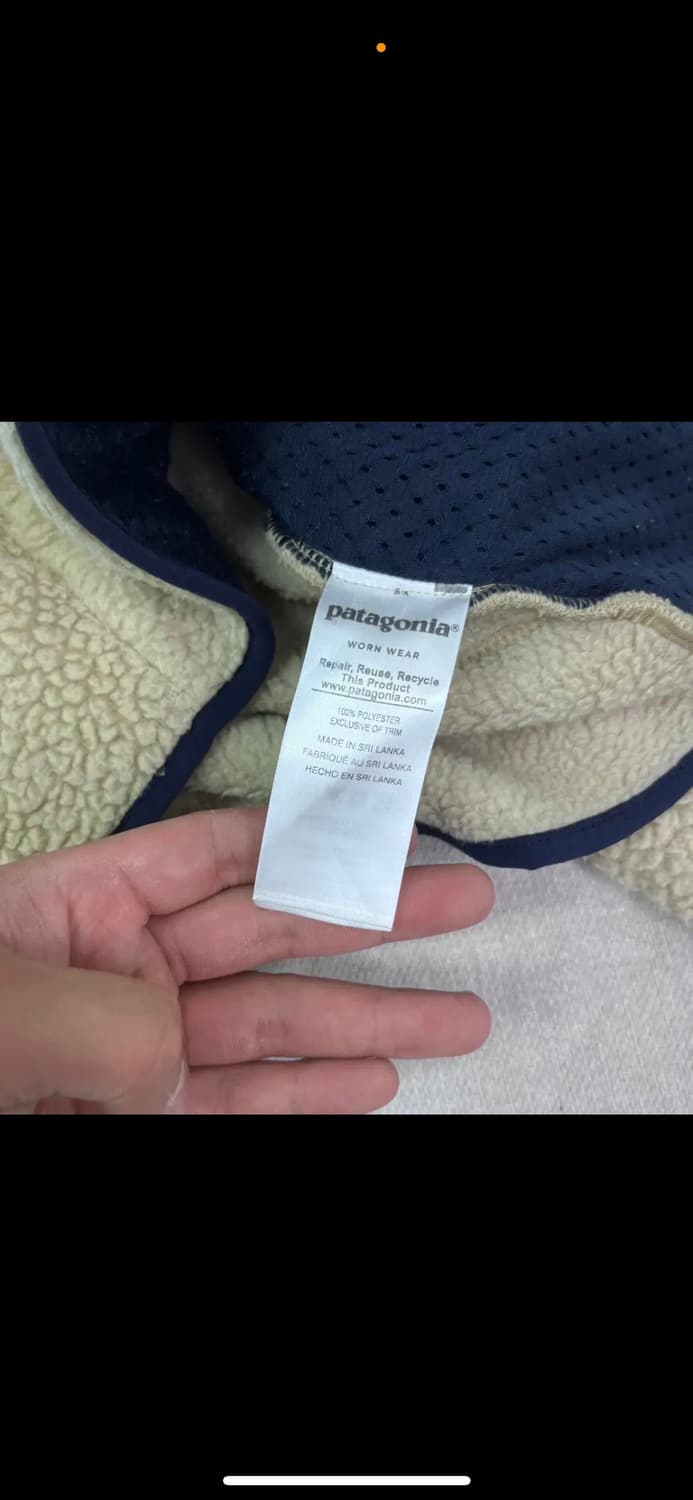 patagonia®
WORN WEAR
Repair, Reuse, Recycle
This Product
www.patagonia.com
100% POLYESTER
EXCLUSIVE OF TRIM
MADE IN SRI LANKA
FABRIQUÉ AU SRI LANKA
HECHO EN SRI LANKA